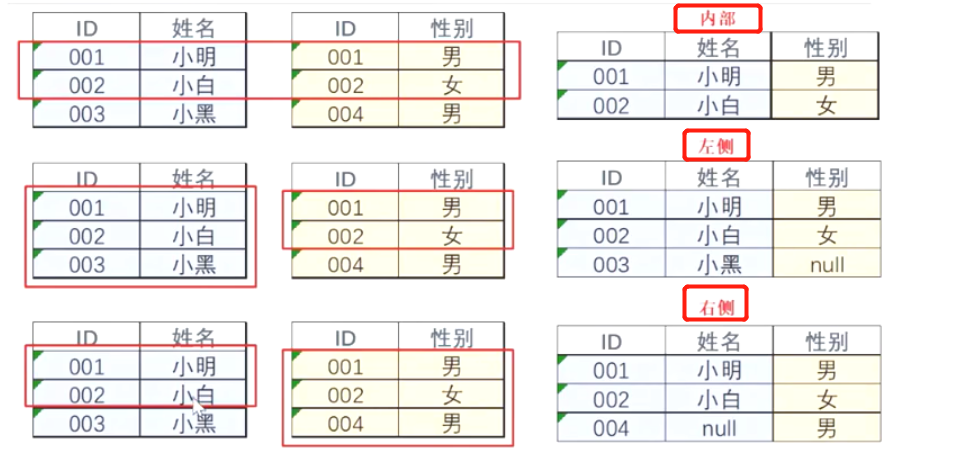 ID 姓名 ID 性别 内部
001 小明 001 男 ID 姓名 性别
002 小白 002 女 001 小明 男
003 小黑 004 男 002 小白 女
左侧
ID 姓名 ID 性别 ID 姓名 性别
001 小明 001 男 001 小明 男
002 小白 002 女 002 小白 女
003 小黑 004 男 003 小黑 null
右侧
ID 姓名 ID 性别 ID 姓名 性别
001 小明 001 男 001 小明 男
002 小白 002 女 002 小白 女
003 小黑 004 男 004 null 男